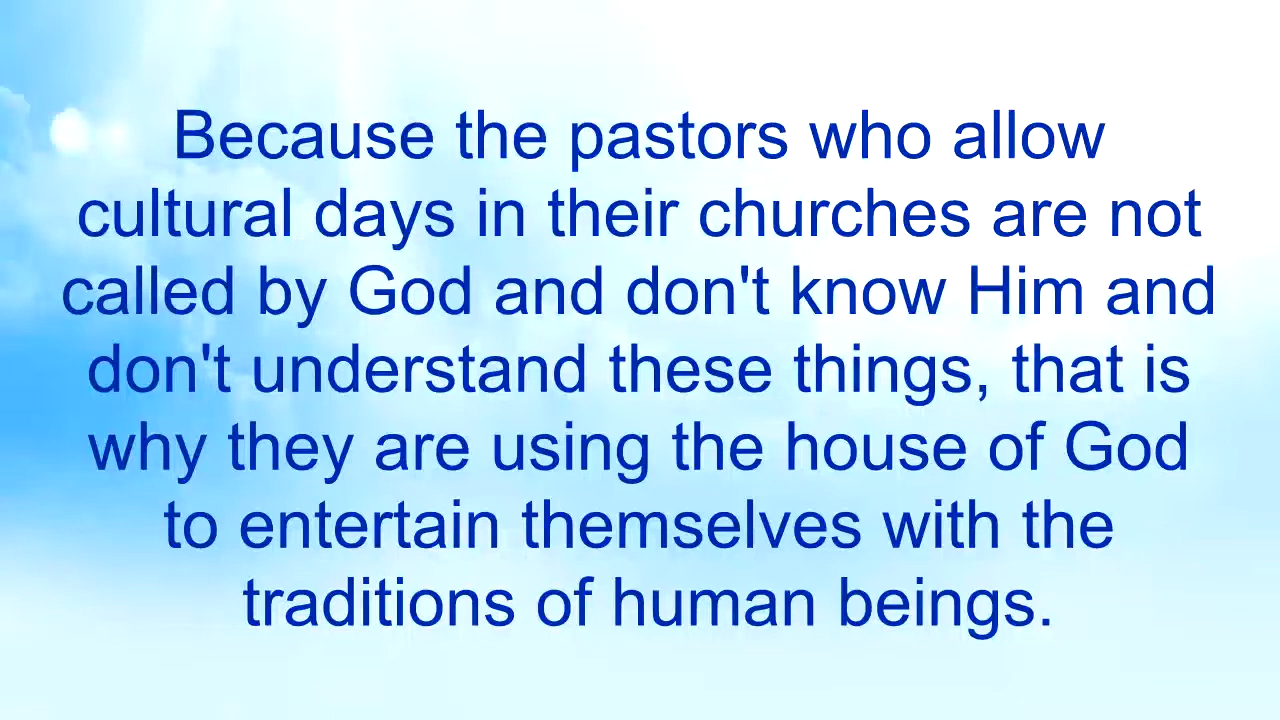 Because the pastors who allow
cultural days in their churches are not
called by God and don't know Him and
don't understand these things, that is
why they are using the house of God
to entertain themselves with the
traditions of human beings.